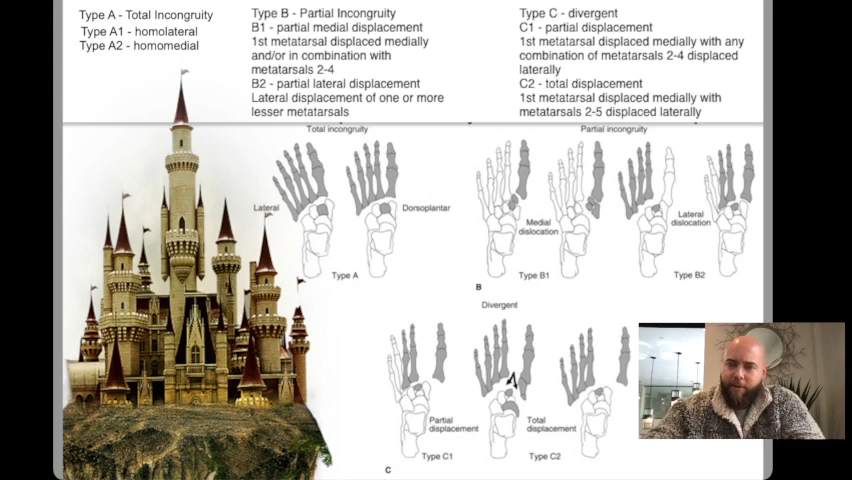 Type A - Total Incongruity
Type A1 - homolateral
Type A2 - homomedial
Type B - Partial Incongruity
B1 - partial medial displacement
1st metatarsal displaced medially
and/or in combination with
metatarsals 2-4
B2 - partial lateral displacement
Lateral displacement of one or more
lesser metatarsals
Type C - divergent
C1 - partial displacement
1st metatarsal displaced medially with any
combination of metatarsals 2-4 displaced
laterally
C2 - total displacement
1st metatarsal displaced medially with
metatarsals 2-5 displaced laterally
Total incongruity
Lateral
Dorsoplantar
Type A
Partial incongruity
Medial
dislocation
Lateral
dislocation
Type B1
Type B2
B
Divergent
Partial
displacement
Total
displacement
Type C1
Type C2
C